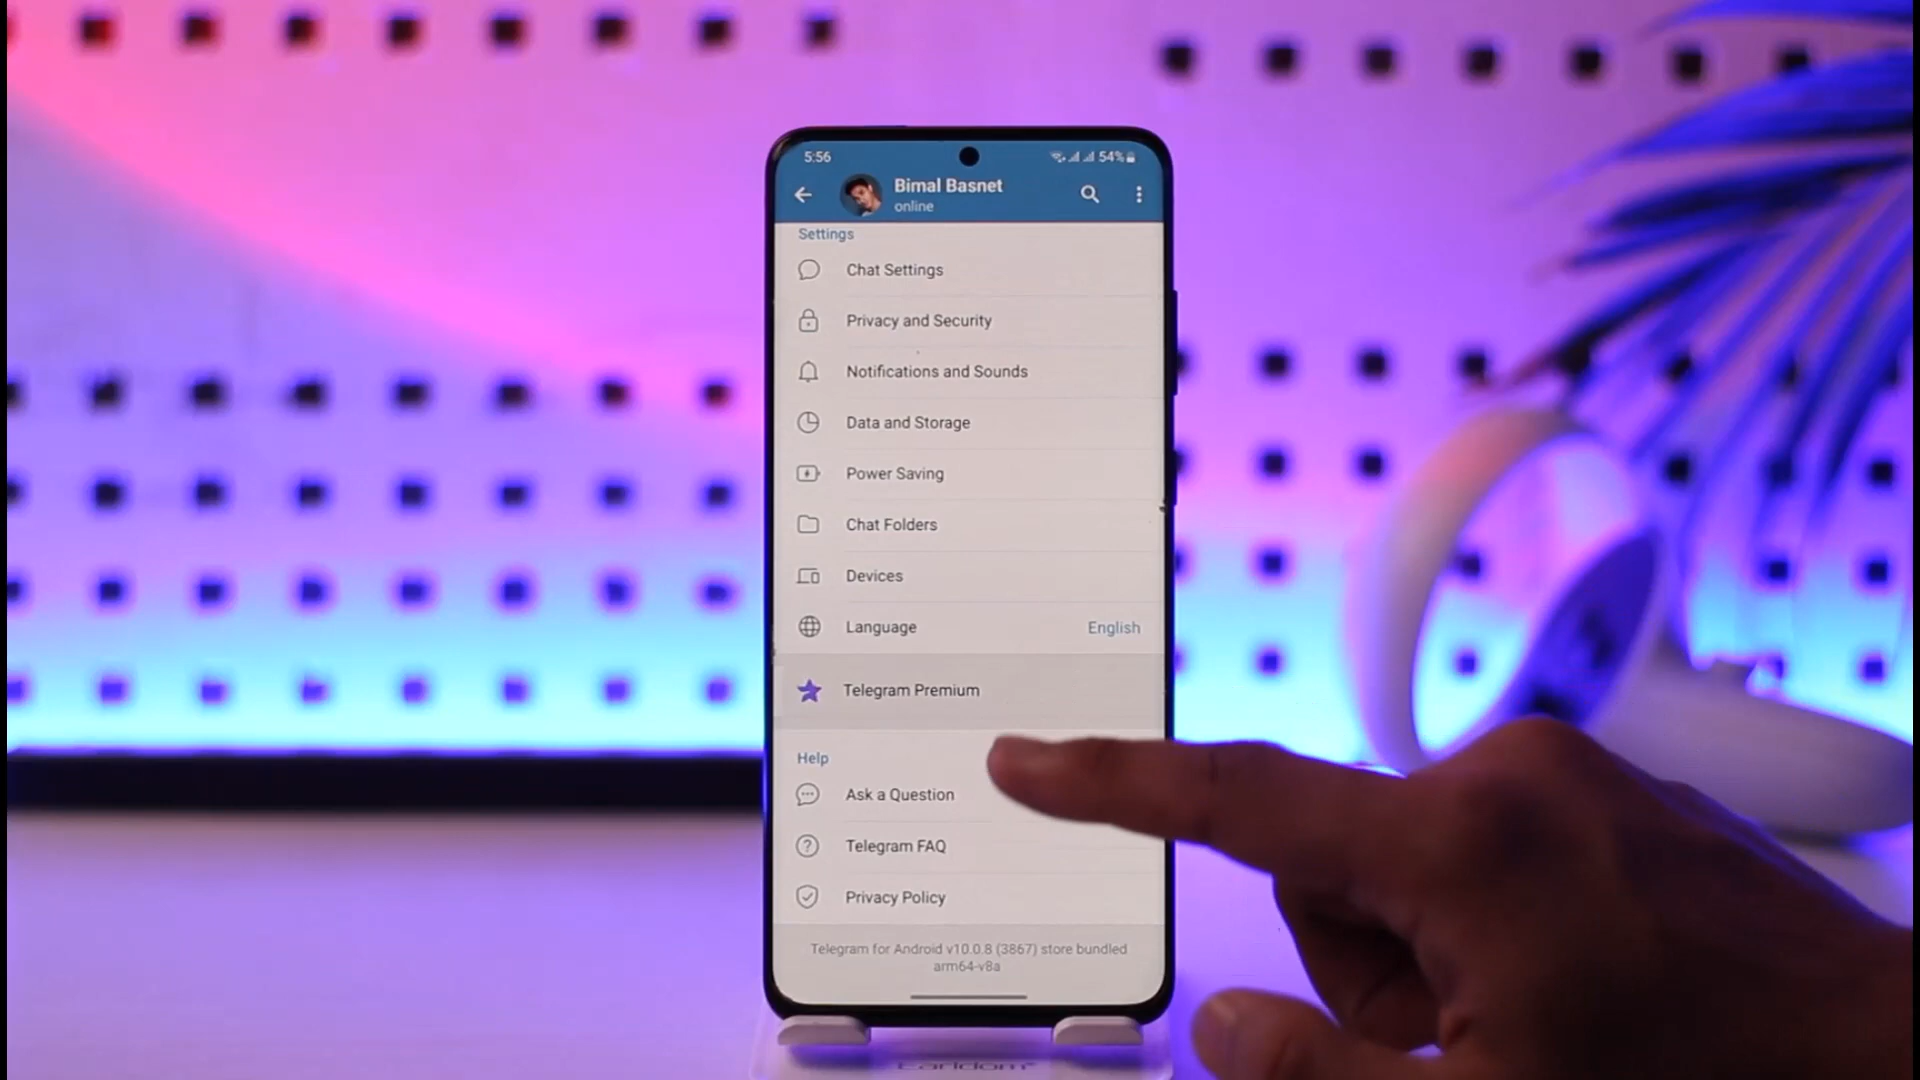 5:56 54%
Bimal Basnet
online
Settings
Chat Settings
Privacy and Security
Notifications and Sounds
Data and Storage
Power Saving
Chat Folders
Devices
Language English
Telegram Premium
Help
Ask a Question
Telegram FAQ
Privacy Policy
Telegram for Android v10.0.8 (3867) store bundled
arm64-v8a